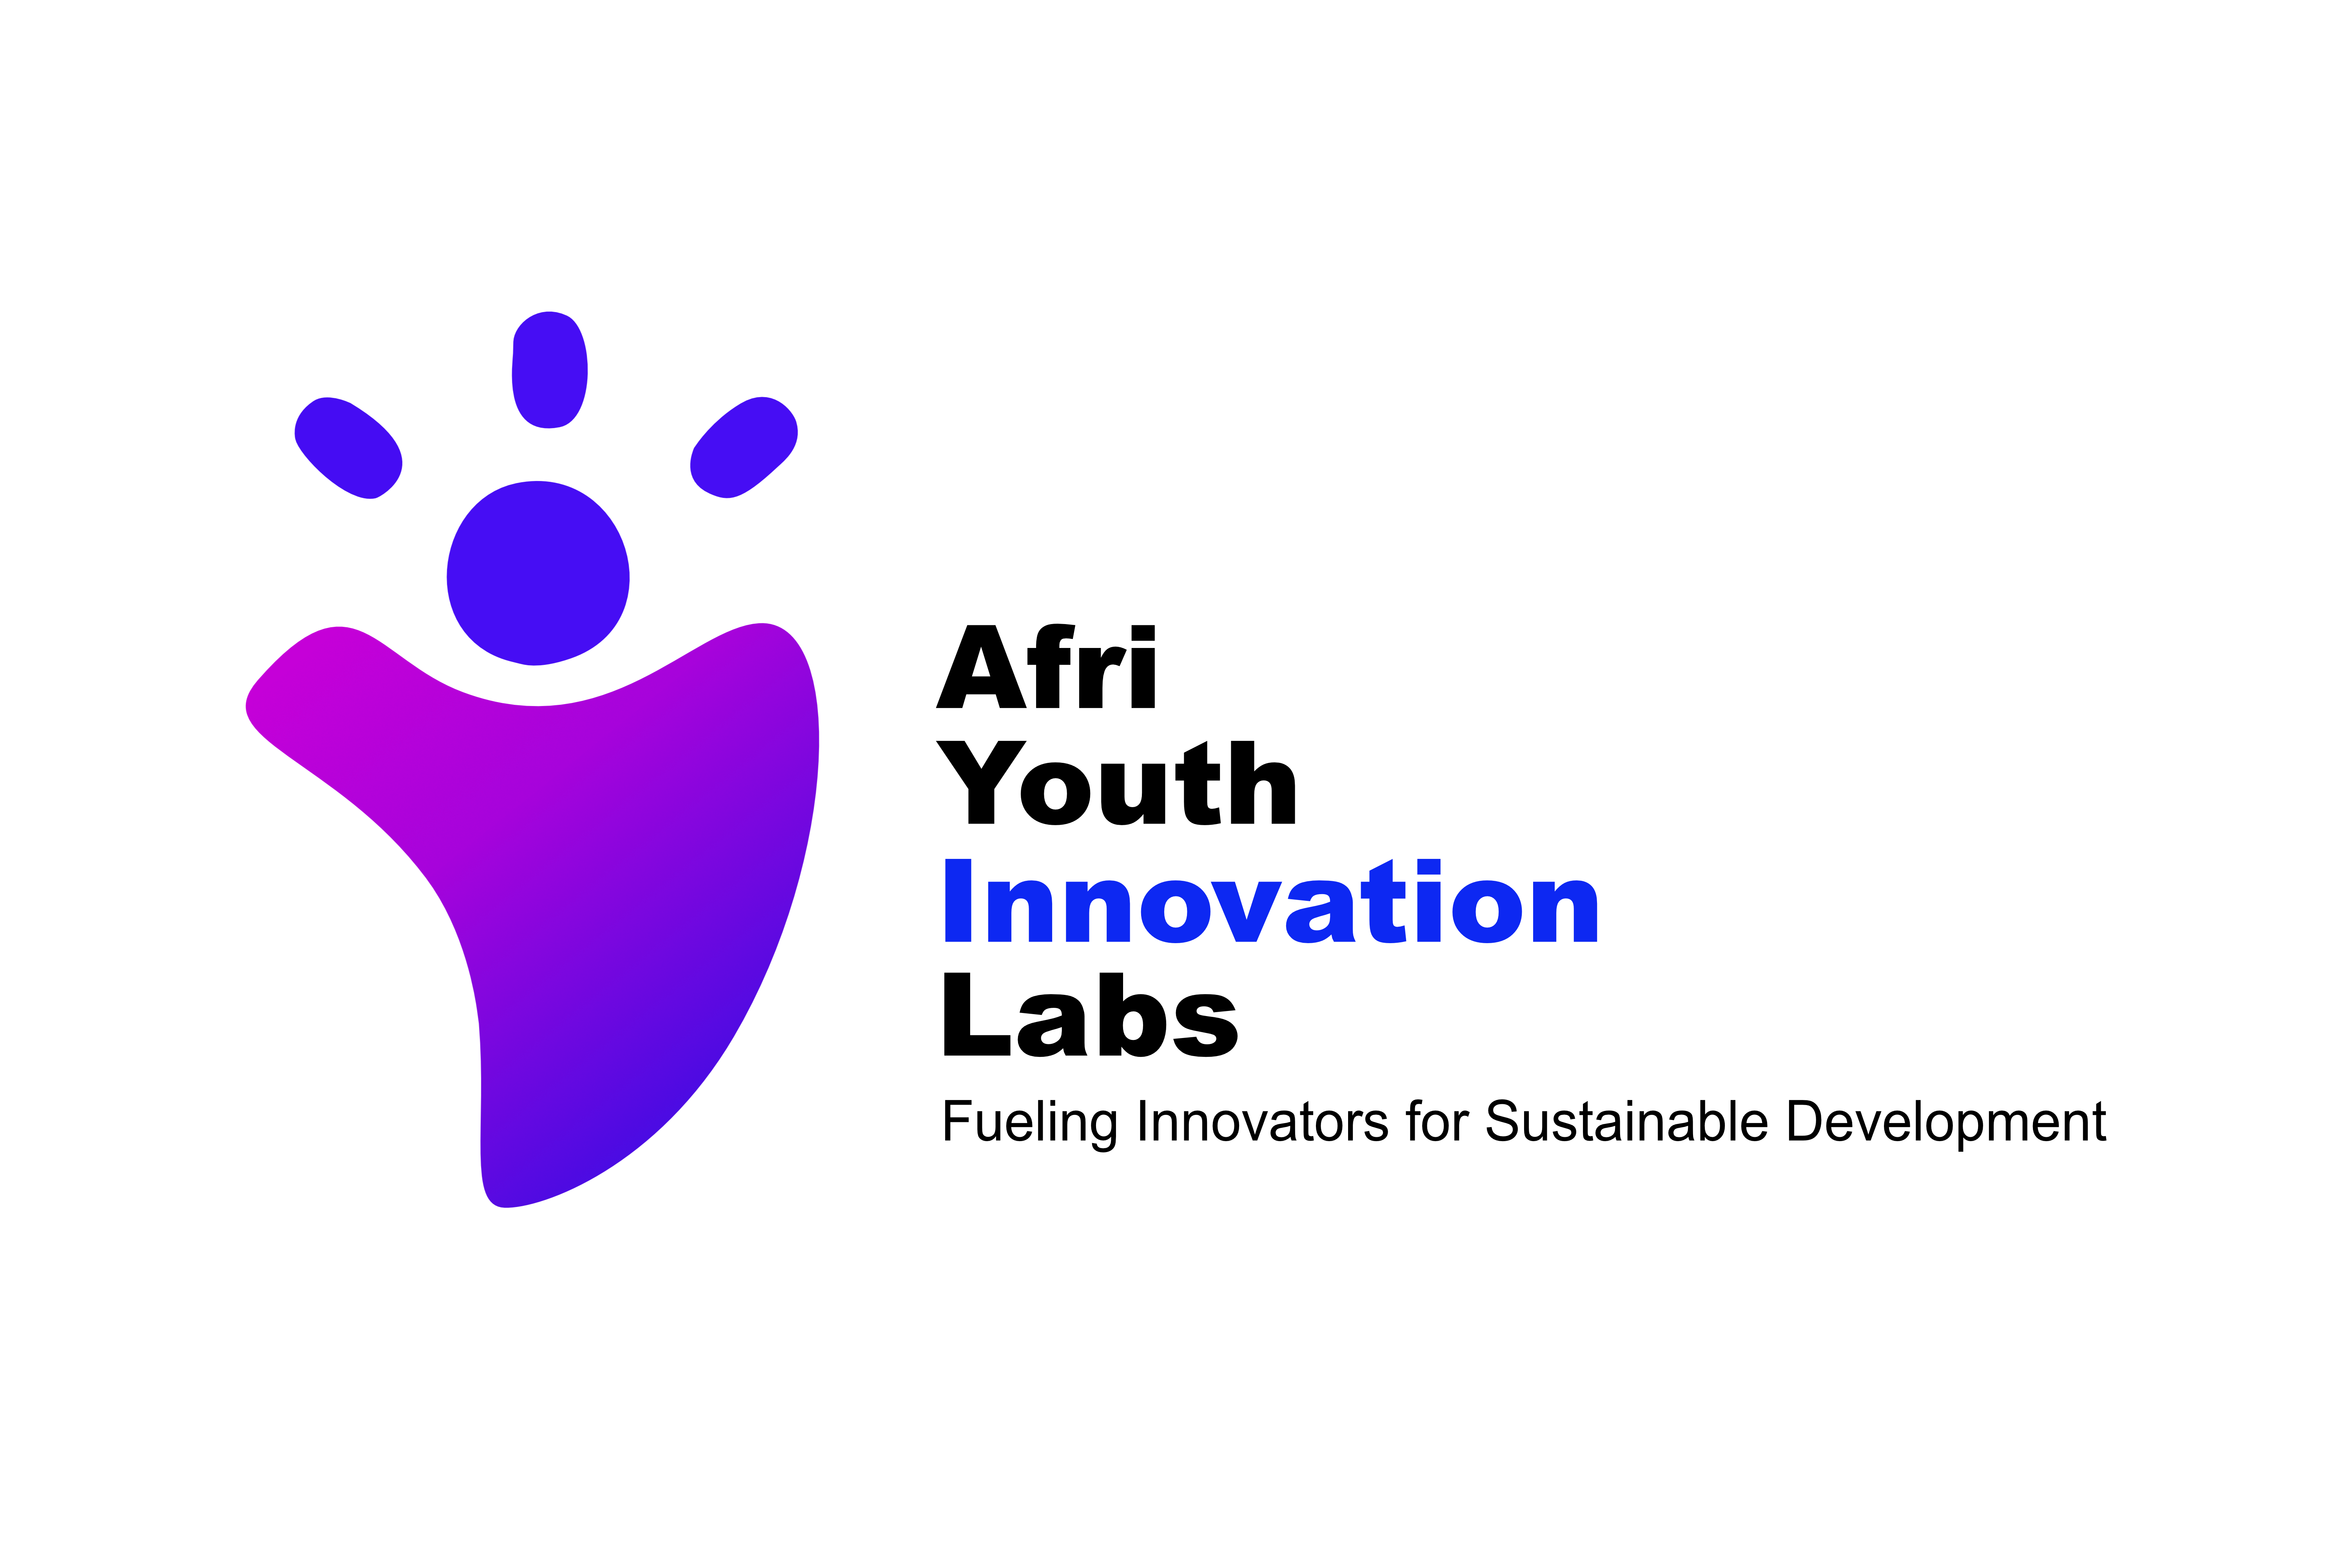 Afri
Youth
Innovation
Labs
Fueling Innovators for Sustainable Development